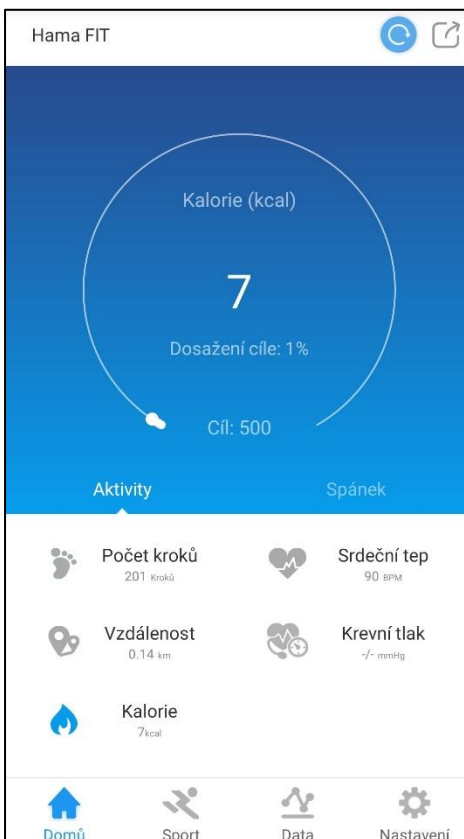 Hama FIT
Kalorie (kcal)
7
Dosažení cíle: 1%
Cíl: 500
Aktivity
Spánek
Počet kroků
201 Kroků
Srdeční tep
90 BPM
Vzdálenost
0.14 km
Krevní tlak
-/- mmHg
Kalorie
7kcal
Domů
Sport
Data
Nastavení